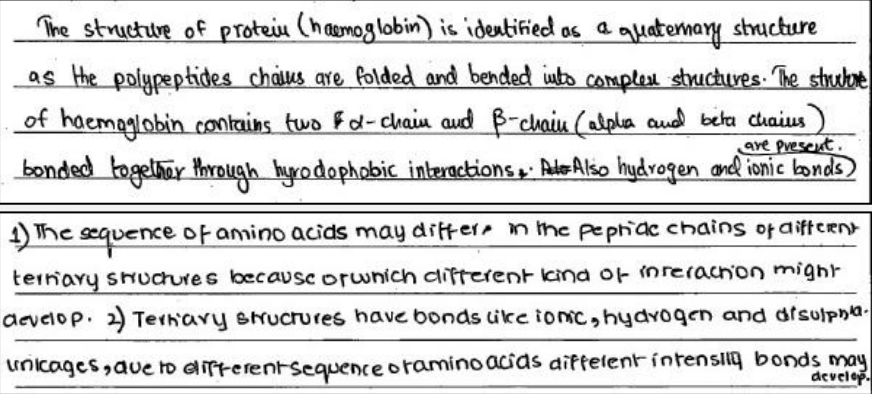 The structure of protein (haemoglobin) is identified as a quaternary structure
as the polypeptides chains are folded and bended into complex structures. The structure
of haemoglobin contains two α-chain and β-chain (alpha and beta chains)
bonded together through hyrodophobic interactions. Also hydrogen and ionic bonds) are present.
1) The sequence of amino acids may differ in the peptide chains of different
tertiary structures because of which different kind of interaction might
develop. 2) Tertiary structures have bonds like ionic, hydrogen and disulphide
linkages, due to different sequence of amino acids different intensity bonds may
develop.